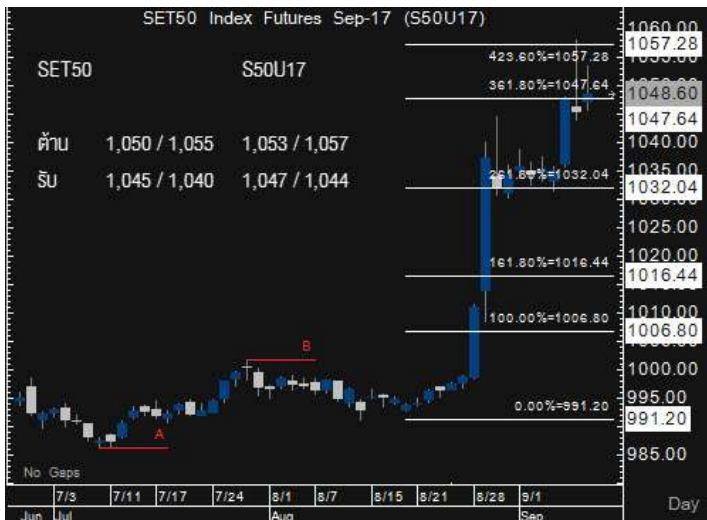 SET50 Index Futures Sep-17 (S50U17)
SET50 S50U17
ต้าน 1,050 / 1,055 1,053 / 1,057
รับ 1,045 / 1,040 1,047 / 1,044
423.60%=1057.28
361.80%=1047.64
261.80%=1032.04
161.80%=1016.44
100.00%=1006.80
0.00%=991.20
B
A
1060.00
1057.28
1048.60
1047.64
1040.00
1035.00
1032.04
1025.00
1020.00
1016.44
1010.00
1006.80
1000.00
995.00
991.20
985.00
No Gaps
7/3 7/11 7/17 7/24 8/1 8/7 8/15 8/21 8/28 9/1
Jun Jul Aug Sep
Day